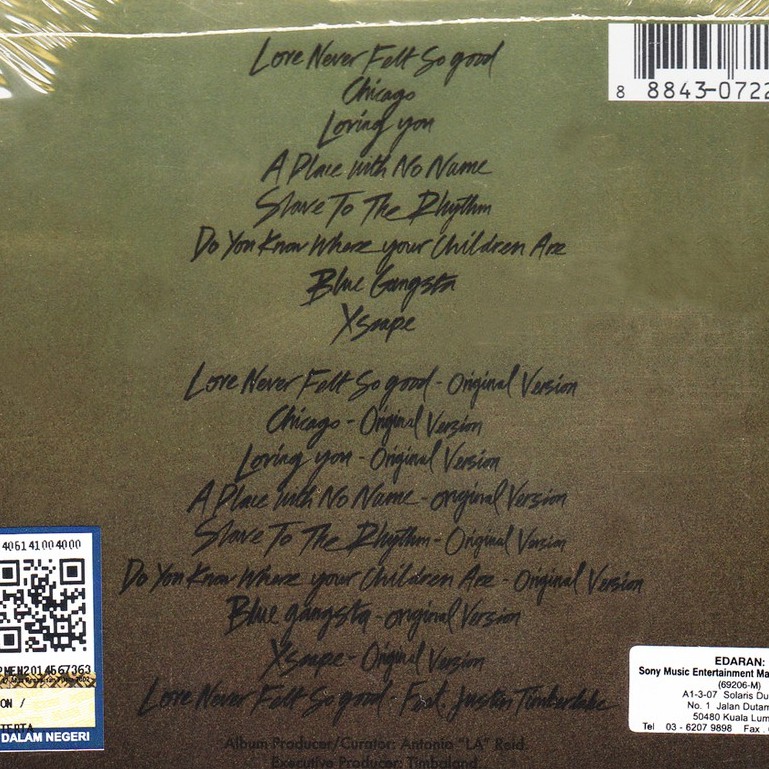 Love Never Felt So good
Chicago
Loving you
A Place with No Name
Slave To The Rhythm
Do You Know Where your Children Are
Blue Gangsta
Xscape
Love Never Felt So good - Original Version
Chicago - Original Version
Loving you - Original Version
A Place with No Name - original Version
Slave To The Rhythm - Original Version
Do You Know Where your Children Are - Original Version
Blue gangsta - original Version
Xscape - Original Version
Love Never Felt So good - Feat. Justin Timberlake
Album Producer/Curator: Antonio "LA" Reid.
Executive Producer: Timbaland.
8 8843-0722
406141004000
2014667363
DALAM NEGERI
EDARAN:
Sony Music Entertainment Ma
(69206-M)
A1-3-07 Solaris Du
No. 1 Jalan Dutam
50480 Kuala Lum
Tel 03 - 6207 9898 Fax